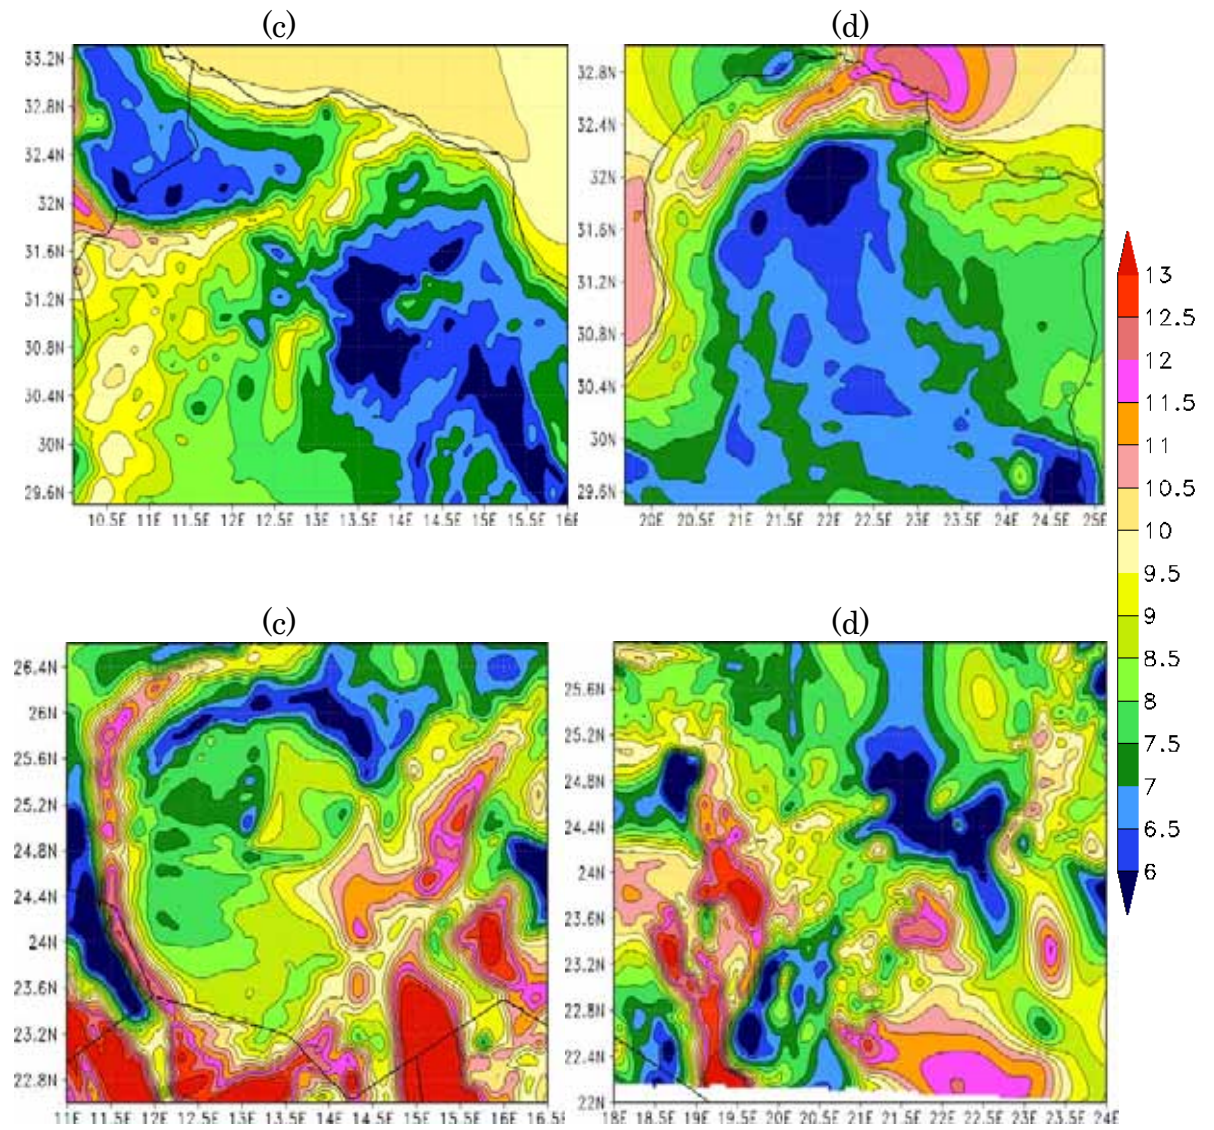 (c)
(d)
33.2N
32.8N
32.4N
32N
31.6N
31.2N
30.8N
30.4N
30N
29.6N
10.5E 11E 11.5E 12E 12.5E 13E 13.5E 14E 14.5E 15E 15.5E 16E
32.8N
32.4N
32N
31.6N
31.2N
30.8N
30.4N
30N
29.6N
20E 20.5E 21E 21.5E 22E 22.5E 23E 23.5E 24E 24.5E 25E
13
12.5
12
11.5
11
10.5
10
9.5
9
8.5
8
7.5
7
6.5
6
(c)
(d)
26.4N
26N
25.6N
25.2N
24.8N
24.4N
24N
23.6N
23.2N
22.8N
11E 11.5E 12E 12.5E 13E 13.5E 14E 14.5E 15E 15.5E 16E 16.5E
25.6N
25.2N
24.8N
24.4N
24N
23.6N
23.2N
22.8N
22.4N
22N
18E 18.5E 19E 19.5E 20E 20.5E 21E 21.5E 22E 22.5E 23E 23.5E 24E